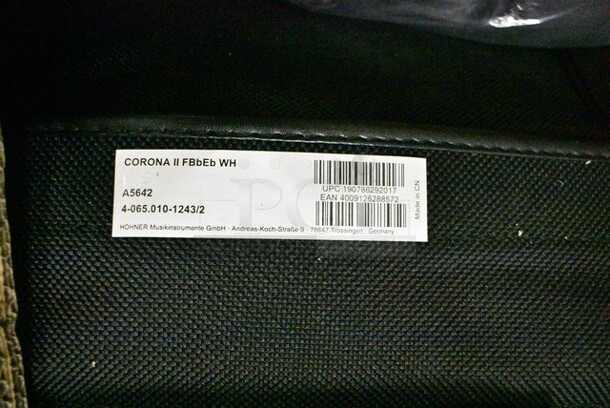 CORONA II FBbEb WH
A5642
4-065.010-1243/2
UPC 190786292017
EAN 4009126288572
HOHNER Musikinstrumente GmbH · Andreas-Koch-Straße 9 · 78647 Trossingen · Germany
Made in CN